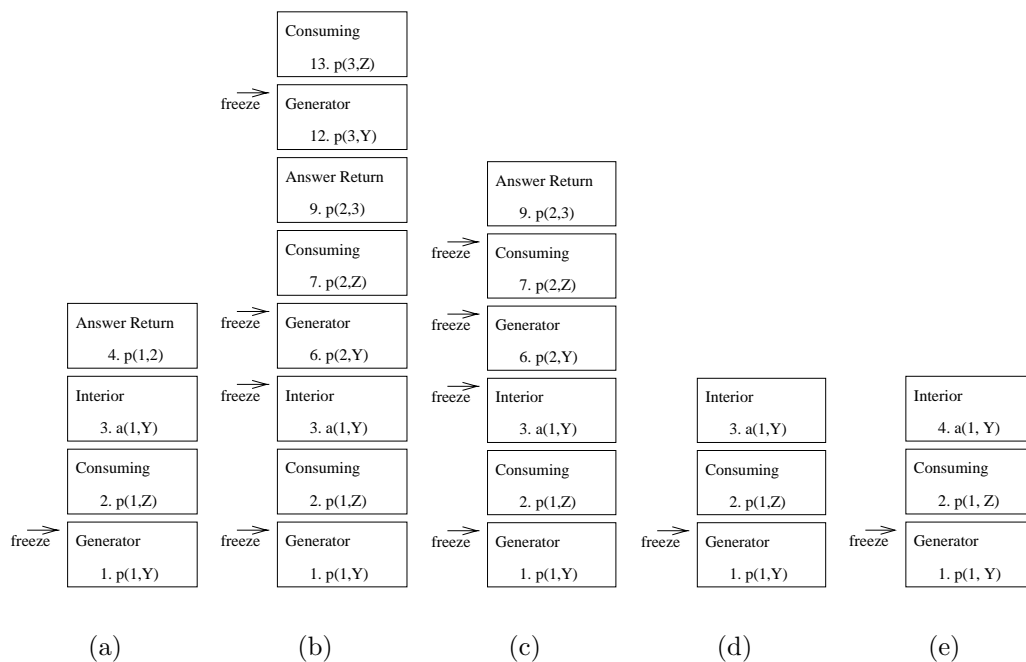 Answer Return
4. p(1,2)
Interior
3. a(1,Y)
Consuming
2. p(1,Z)
freeze
Generator
1. p(1,Y)
(a)
Consuming
13. p(3,Z)
freeze
Generator
12. p(3,Y)
Answer Return
9. p(2,3)
Consuming
7. p(2,Z)
freeze
Generator
6. p(2,Y)
freeze
Interior
3. a(1,Y)
Consuming
2. p(1,Z)
freeze
Generator
1. p(1,Y)
(b)
Answer Return
9. p(2,3)
freeze
Consuming
7. p(2,Z)
freeze
Generator
6. p(2,Y)
freeze
Interior
3. a(1,Y)
Consuming
2. p(1,Z)
freeze
Generator
1. p(1,Y)
(c)
Interior
3. a(1,Y)
Consuming
2. p(1,Z)
freeze
Generator
1. p(1,Y)
(d)
Interior
4. a(1, Y)
Consuming
2. p(1, Z)
freeze
Generator
1. p(1, Y)
(e)